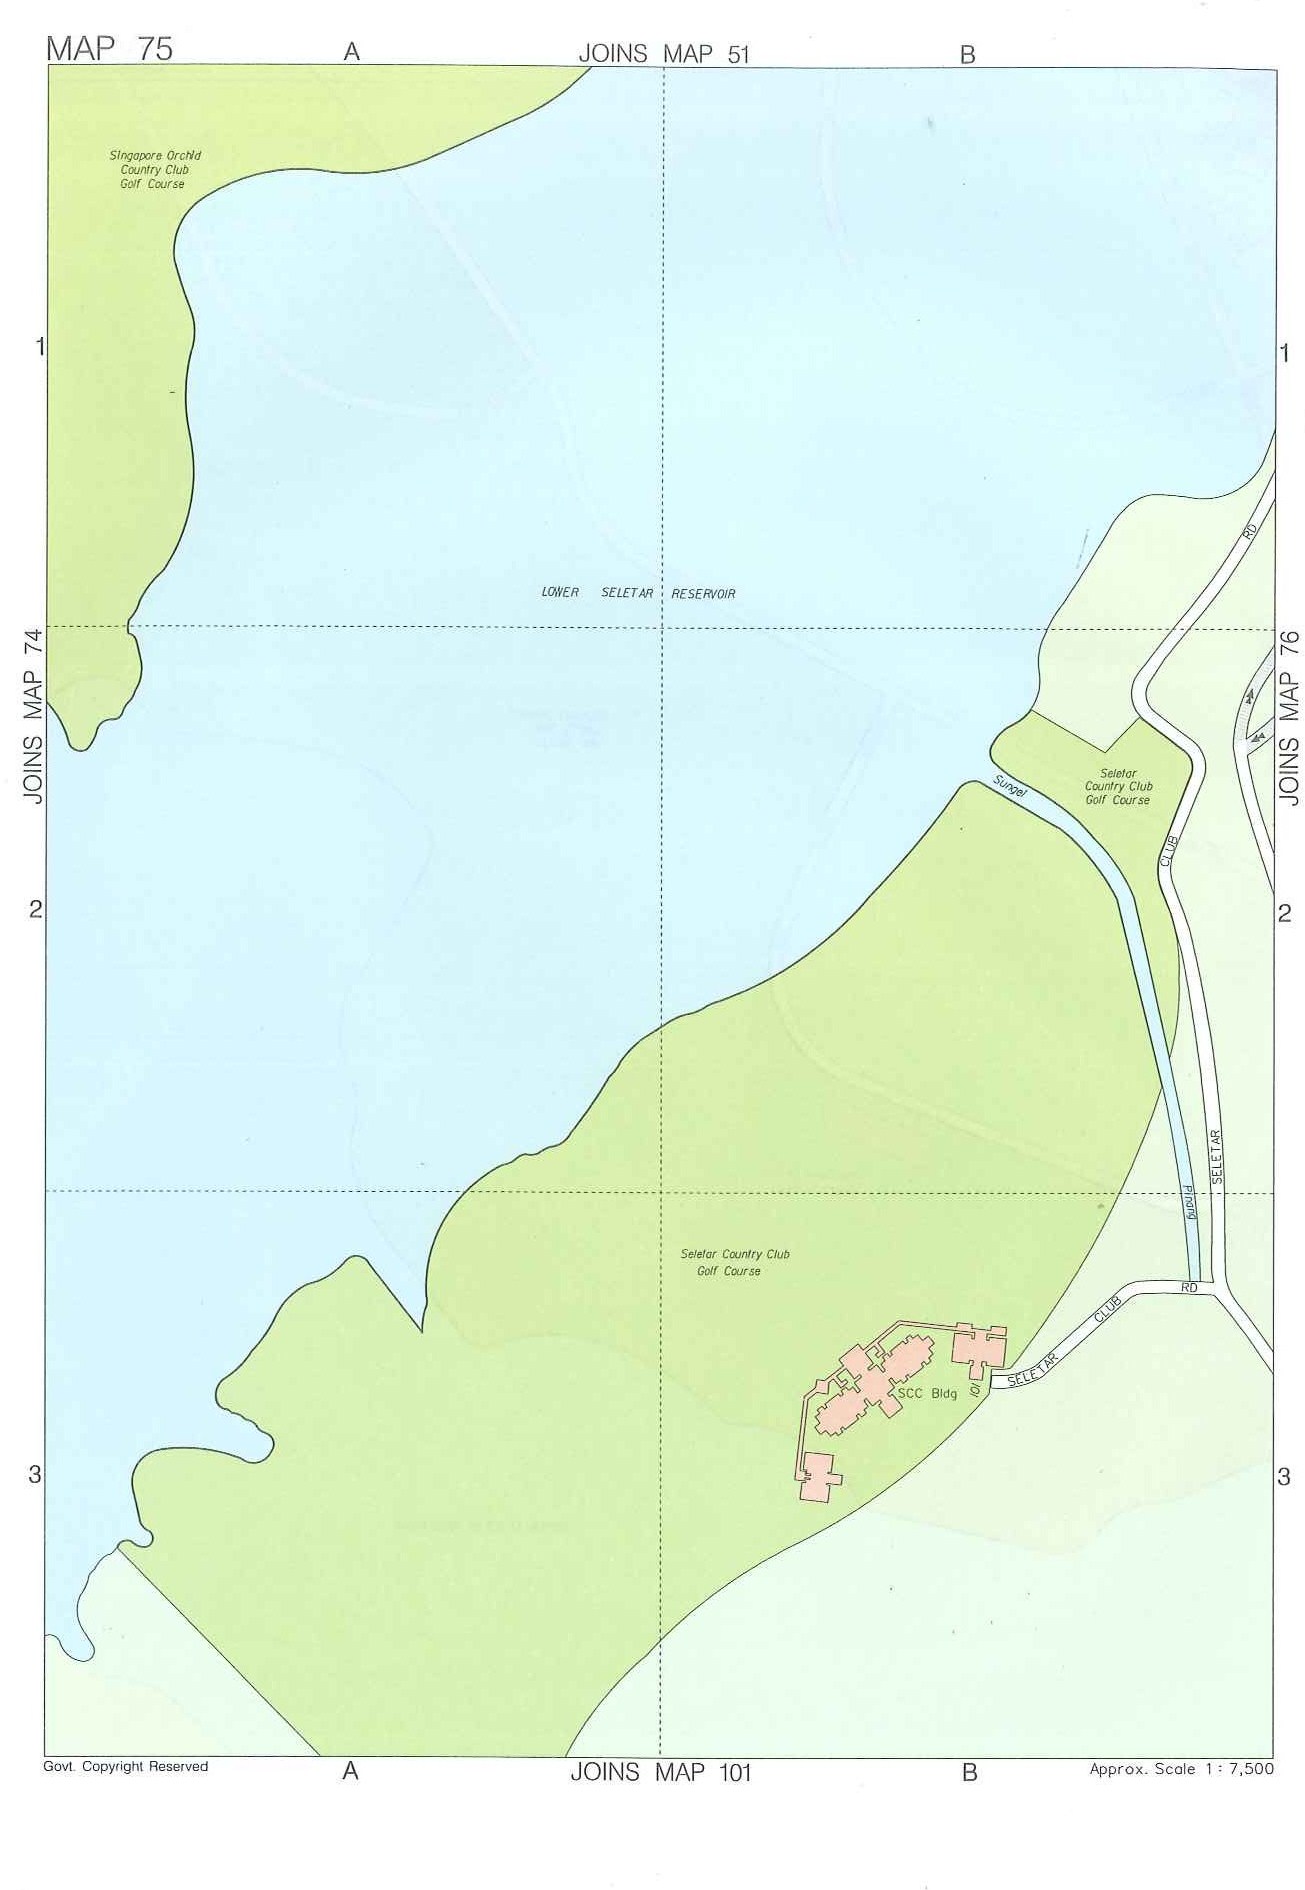 MAP 75
A
JOINS MAP 51
B
Singapore Orchid
Country Club
Golf Course
1
1
RD
LOWER SELETAR RESERVOIR
JOINS MAP 74
JOINS MAP 76
Seletar
Country Club
Golf Course
Sungei
CLUB
2
2
SELETAR
Pinang
Seletar Country Club
Golf Course
RD
CLUB
SELETAR
SCC Bldg
101
3
3
Govt. Copyright Reserved
A
JOINS MAP 101
B
Approx. Scale 1 : 7,500